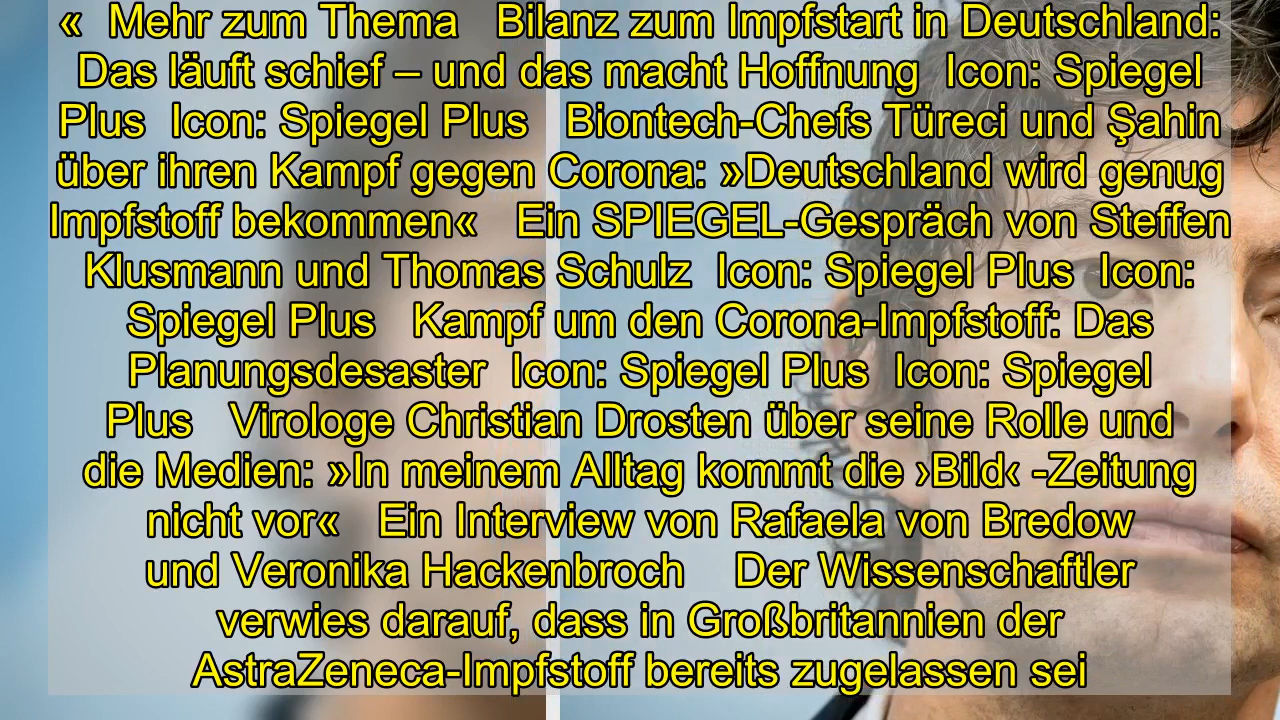 « Mehr zum Thema Bilanz zum Impfstart in Deutschland:
Das läuft schief – und das macht Hoffnung Icon: Spiegel
Plus Icon: Spiegel Plus Biontech-Chefs Türeci und Şahin
über ihren Kampf gegen Corona: »Deutschland wird genug
Impfstoff bekommen« Ein SPIEGEL-Gespräch von Steffen
Klusmann und Thomas Schulz Icon: Spiegel Plus Icon:
Spiegel Plus Kampf um den Corona-Impfstoff: Das
Planungsdesaster Icon: Spiegel Plus Icon: Spiegel
Plus Virologe Christian Drosten über seine Rolle und
die Medien: »In meinem Alltag kommt die ›Bild‹ -Zeitung
nicht vor« Ein Interview von Rafaela von Bredow
und Veronika Hackenbroch Der Wissenschaftler
verwies darauf, dass in Großbritannien der
AstraZeneca-Impfstoff bereits zugelassen sei